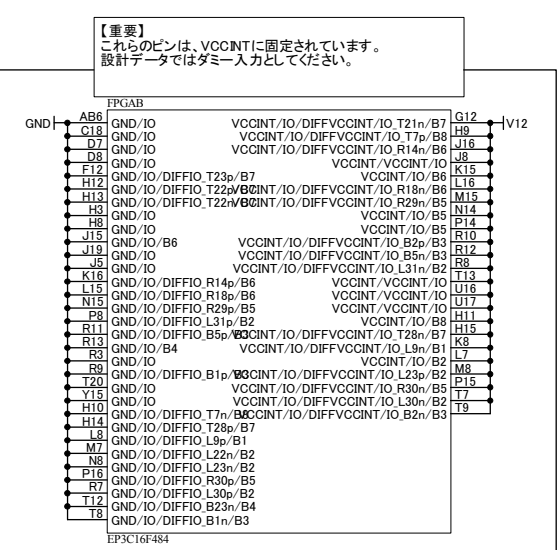 【重要】
これらのピンは、VCCINTに固定されています。
設計データではダミー入力としてください。
FPGAB
GND AB6 GND/IO VCCINT/IO/DIFFVCCINT/IO_T21n/B7 G12 V12
C18 GND/IO VCCINT/IO/DIFFVCCINT/IO_T7p/B8 H9
D7 GND/IO VCCINT/IO/DIFFVCCINT/IO_R14n/B6 J16
D8 GND/IO VCCINT/VCCINT/IO J8
F12 GND/IO/DIFFIO_T23p/B7 VCCINT/IO/B6 K15
H12 GND/IO/DIFFIO_T22p/B7 VCCINT/IO/DIFFVCCINT/IO_R18n/B6 L16
H13 GND/IO/DIFFIO_T22n/B7 VCCINT/IO/DIFFVCCINT/IO_R29n/B5 M15
H3 GND/IO VCCINT/IO/B5 N14
H8 GND/IO VCCINT/IO/B5 P14
J15 GND/IO/B6 VCCINT/IO/DIFFVCCINT/IO_B2p/B3 R10
J19 GND/IO VCCINT/IO/DIFFVCCINT/IO_B5n/B3 R12
J5 GND/IO VCCINT/IO/DIFFVCCINT/IO_L31n/B2 R8
K16 GND/IO/DIFFIO_R14p/B6 VCCINT/VCCINT/IO T13
L15 GND/IO/DIFFIO_R18p/B6 VCCINT/VCCINT/IO U16
N15 GND/IO/DIFFIO_R29p/B5 VCCINT/VCCINT/IO U17
P8 GND/IO/DIFFIO_L31p/B2 VCCINT/IO/B8 H11
R11 GND/IO/DIFFIO_B5p/B3 VCCINT/IO/DIFFVCCINT/IO_T28n/B7 H15
R13 GND/IO/B4 VCCINT/IO/DIFFVCCINT/IO_L9n/B1 K8
R3 GND/IO VCCINT/IO/B2 L7
R9 GND/IO/DIFFIO_B1p/B3 VCCINT/IO/DIFFVCCINT/IO_L23p/B2 M8
T20 GND/IO VCCINT/IO/DIFFVCCINT/IO_R30n/B5 P15
Y15 GND/IO VCCINT/IO/DIFFVCCINT/IO_L30n/B2 T7
H10 GND/IO/DIFFIO_T7n/B8 VCCINT/IO/DIFFVCCINT/IO_B2n/B3 T9
H14 GND/IO/DIFFIO_T28p/B7
L8 GND/IO/DIFFIO_L9p/B1
M7 GND/IO/DIFFIO_L22n/B2
N8 GND/IO/DIFFIO_L23n/B2
P16 GND/IO/DIFFIO_R30p/B5
R7 GND/IO/DIFFIO_L30p/B2
T12 GND/IO/DIFFIO_B23n/B4
T8 GND/IO/DIFFIO_B1n/B3
EP3C16F484